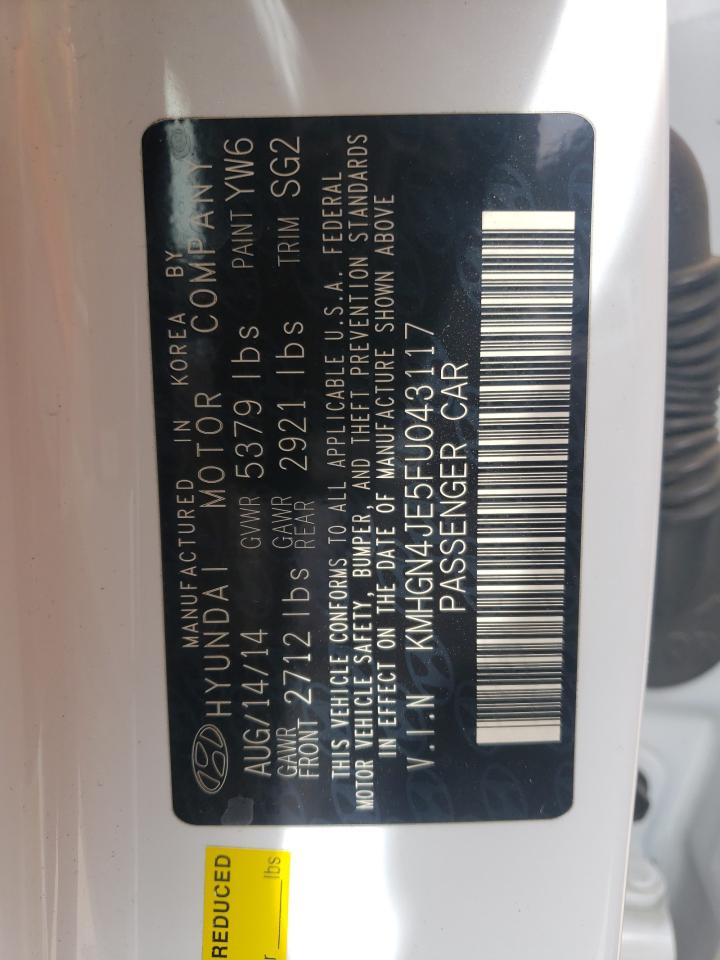 MANUFACTURED IN KOREA BY
HYUNDAI MOTOR COMPANY
AUG/14/14 GVWR 5379 lbs PAINT YW6
GAWR FRONT 2712 lbs GAWR REAR 2921 lbs TRIM SG2
THIS VEHICLE CONFORMS TO ALL APPLICABLE U.S.A. FEDERAL
MOTOR VEHICLE SAFETY, BUMPER, AND THEFT PREVENTION STANDARDS
IN EFFECT ON THE DATE OF MANUFACTURE SHOWN ABOVE
V.I.N KMHGN4JE5FU043117
PASSENGER CAR
REDUCED
lbs